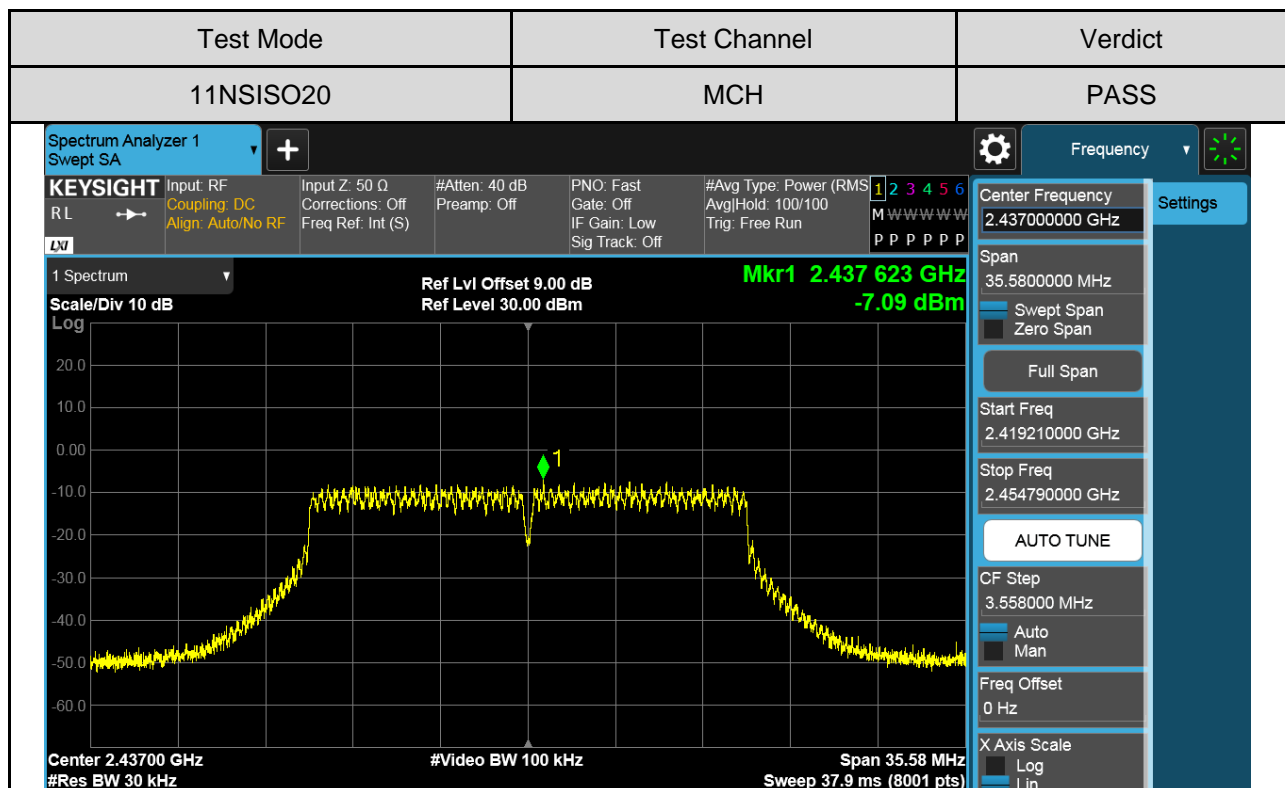 Test Mode Test Channel Verdict
11NSISO20 MCH PASS
Spectrum Analyzer 1
Swept SA
+
Frequency
KEYSIGHT
R L
LXI
Input: RF
Coupling: DC
Align: Auto/No RF
Input Z: 50 Ω
Corrections: Off
Freq Ref: Int (S)
#Atten: 40 dB
Preamp: Off
PNO: Fast
Gate: Off
IF Gain: Low
Sig Track: Off
#Avg Type: Power (RMS
Avg|Hold: 100/100
Trig: Free Run
1 2 3 4 5 6
M W W W W W
P P P P P P
1 Spectrum
Scale/Div 10 dB
Log
Ref Lvl Offset 9.00 dB
Ref Level 30.00 dBm
Mkr1 2.437 623 GHz
-7.09 dBm
20.0
10.0
0.00
-10.0
-20.0
-30.0
-40.0
-50.0
-60.0
1
Center 2.43700 GHz
#Res BW 30 kHz
#Video BW 100 kHz
Span 35.58 MHz
Sweep 37.9 ms (8001 pts)
Center Frequency
2.437000000 GHz
Settings
Span
35.5800000 MHz
Swept Span
Zero Span
Full Span
Start Freq
2.419210000 GHz
Stop Freq
2.454790000 GHz
AUTO TUNE
CF Step
3.558000 MHz
Auto
Man
Freq Offset
0 Hz
X Axis Scale
Log
Lin